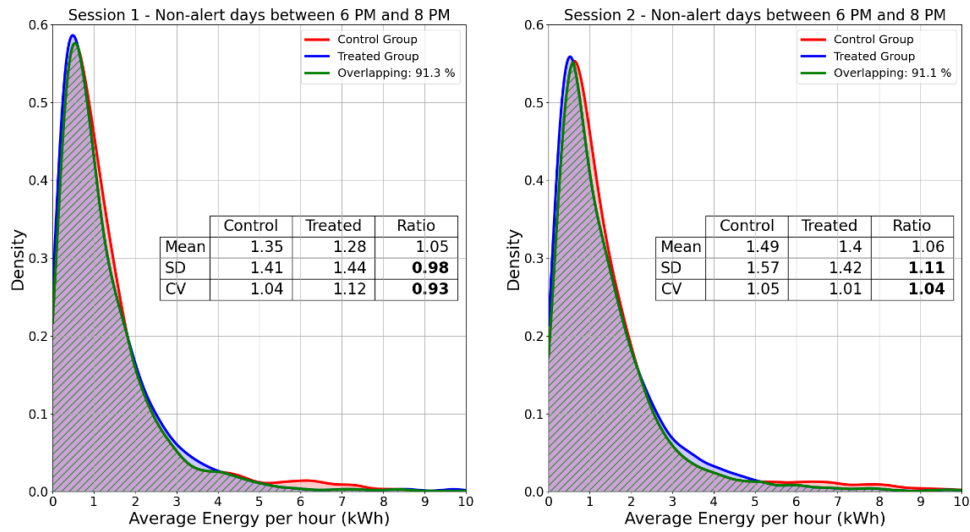 Session 1 - Non-alert days between 6 PM and 8 PM
Control Group
Treated Group
Overlapping: 91.3 %
Density
0.6
0.5
0.4
0.3
0.2
0.1
0.0
Control Treated Ratio
Mean 1.35 1.28 1.05
SD 1.41 1.44 0.98
CV 1.04 1.12 0.93
0 1 2 3 4 5 6 7 8 9 10
Average Energy per hour (kWh)
Session 2 - Non-alert days between 6 PM and 8 PM
Control Group
Treated Group
Overlapping: 91.1 %
Density
0.6
0.5
0.4
0.3
0.2
0.1
0.0
Control Treated Ratio
Mean 1.49 1.4 1.06
SD 1.57 1.42 1.11
CV 1.05 1.01 1.04
0 1 2 3 4 5 6 7 8 9 10
Average Energy per hour (kWh)